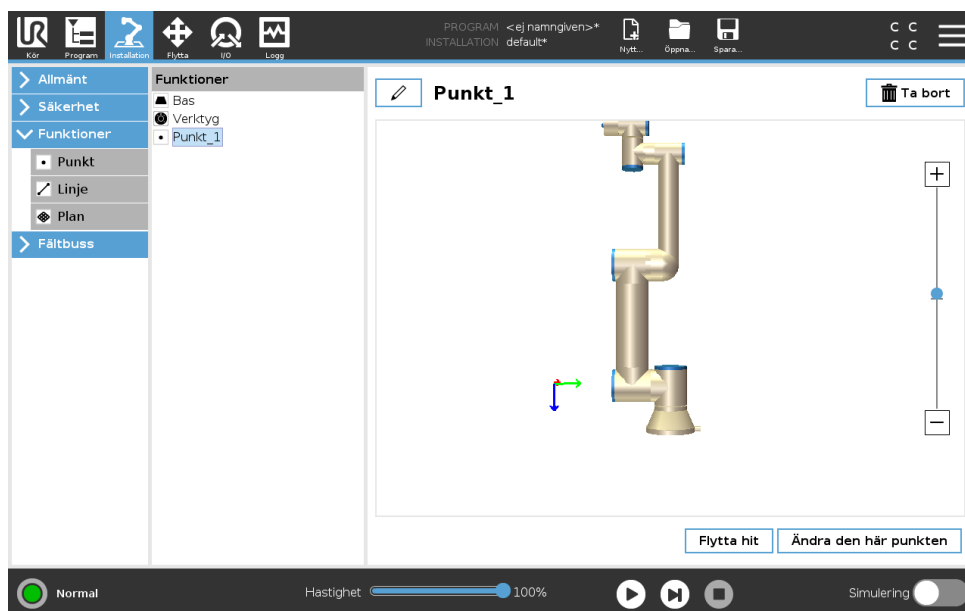 UR
PROGRAM <ej namngiven>*
INSTALLATION default*
C C
C C
Kör Program Installation Flytta I/O Logg Nytt... Öppna... Spara...
Allmänt
Säkerhet
Funktioner
Punkt
Linje
Plan
Fältbuss
Funktioner
Bas
Verktyg
Punkt_1
Punkt_1
Ta bort
Flytta hit Ändra den här punkten
Normal Hastighet 100% Simulering